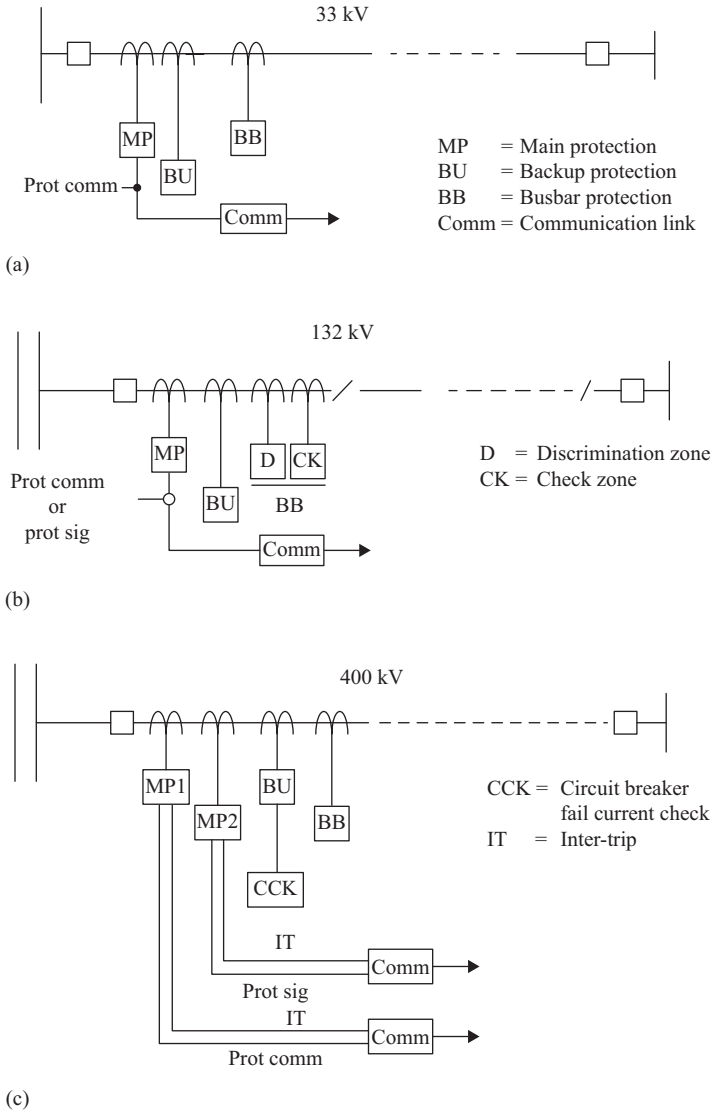 33 kV
MP
BU
BB
Prot comm
Comm
MP = Main protection
BU = Backup protection
BB = Busbar protection
Comm = Communication link
(a)
132 kV
MP
BU
D
CK
BB
Prot comm
or
prot sig
Comm
D = Discrimination zone
CK = Check zone
(b)
400 kV
MP1
MP2
BU
BB
CCK
CCK = Circuit breaker
fail current check
IT = Inter-trip
IT
Comm
Prot sig
IT
Comm
Prot comm
(c)